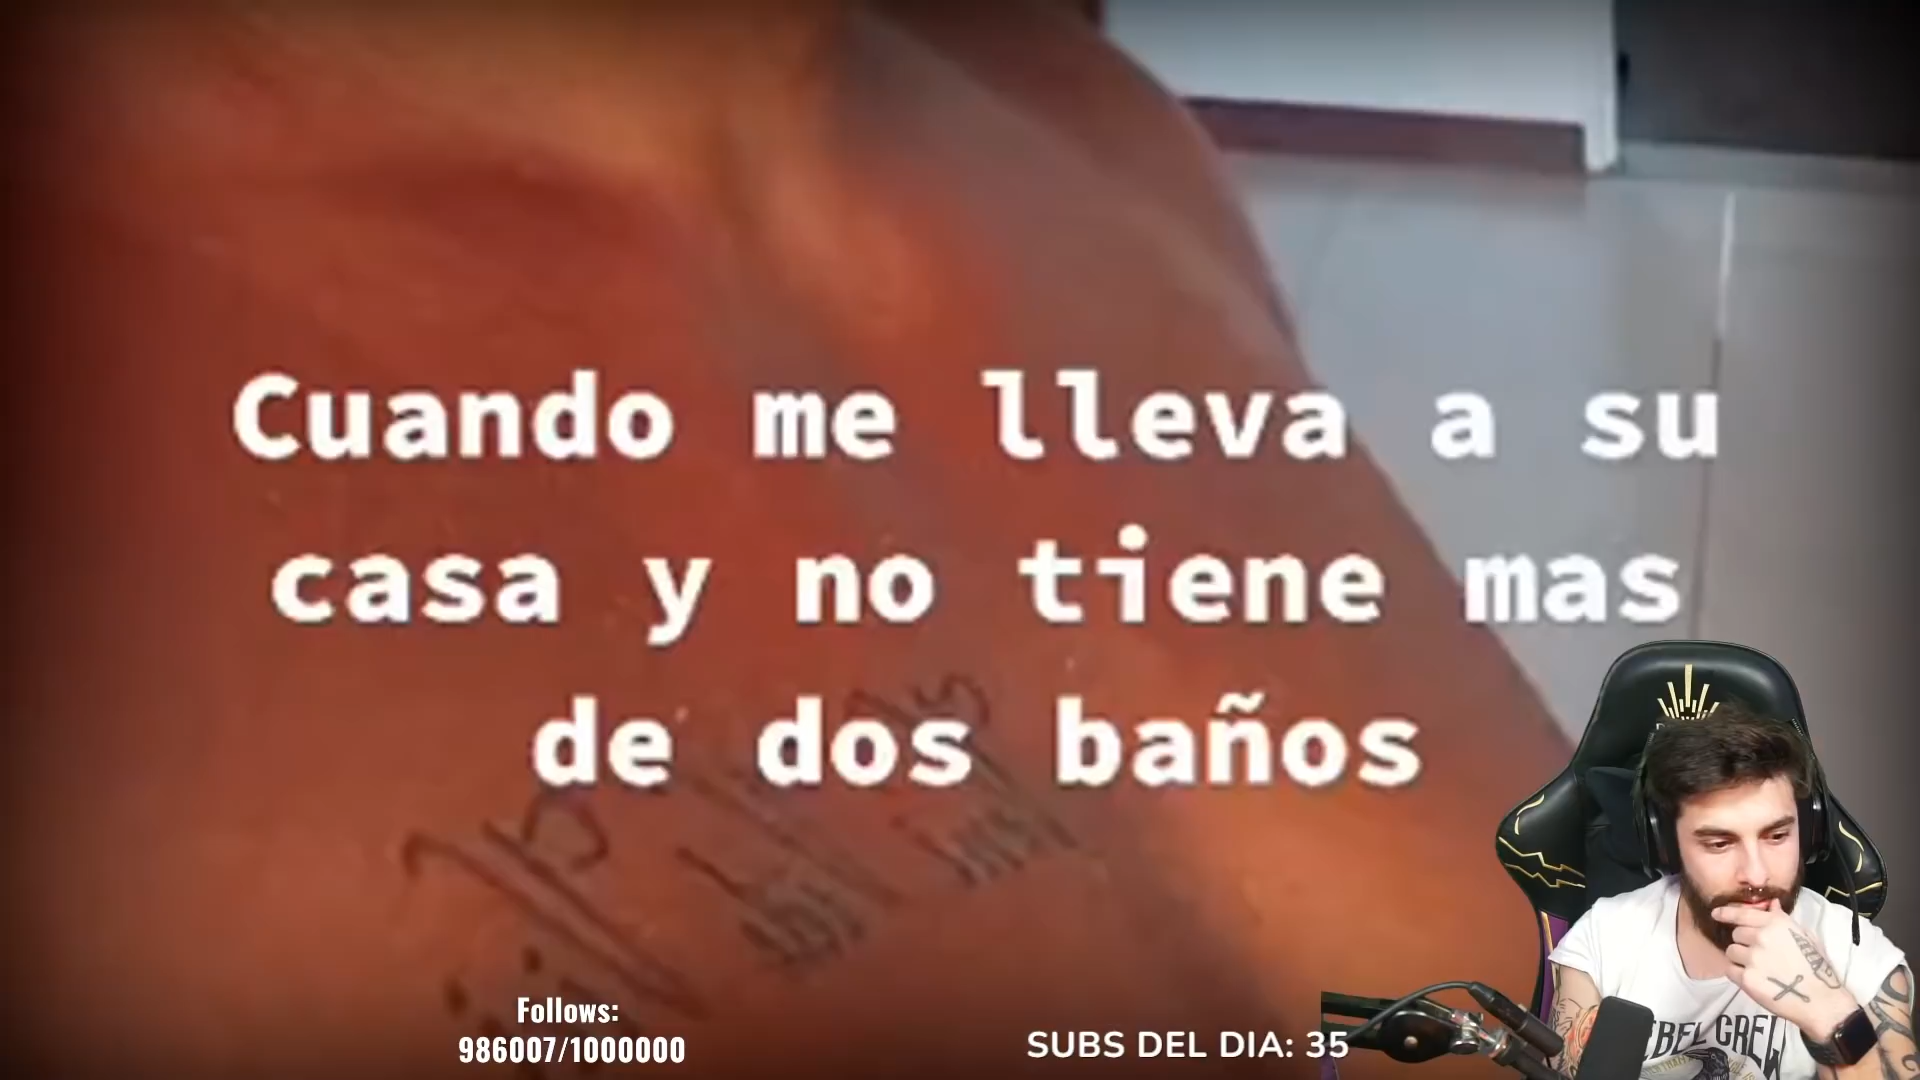 Cuando me lleva a su
casa y no tiene mas
de dos baños
Follows:
986007/1000000
SUBS DEL DIA: 35